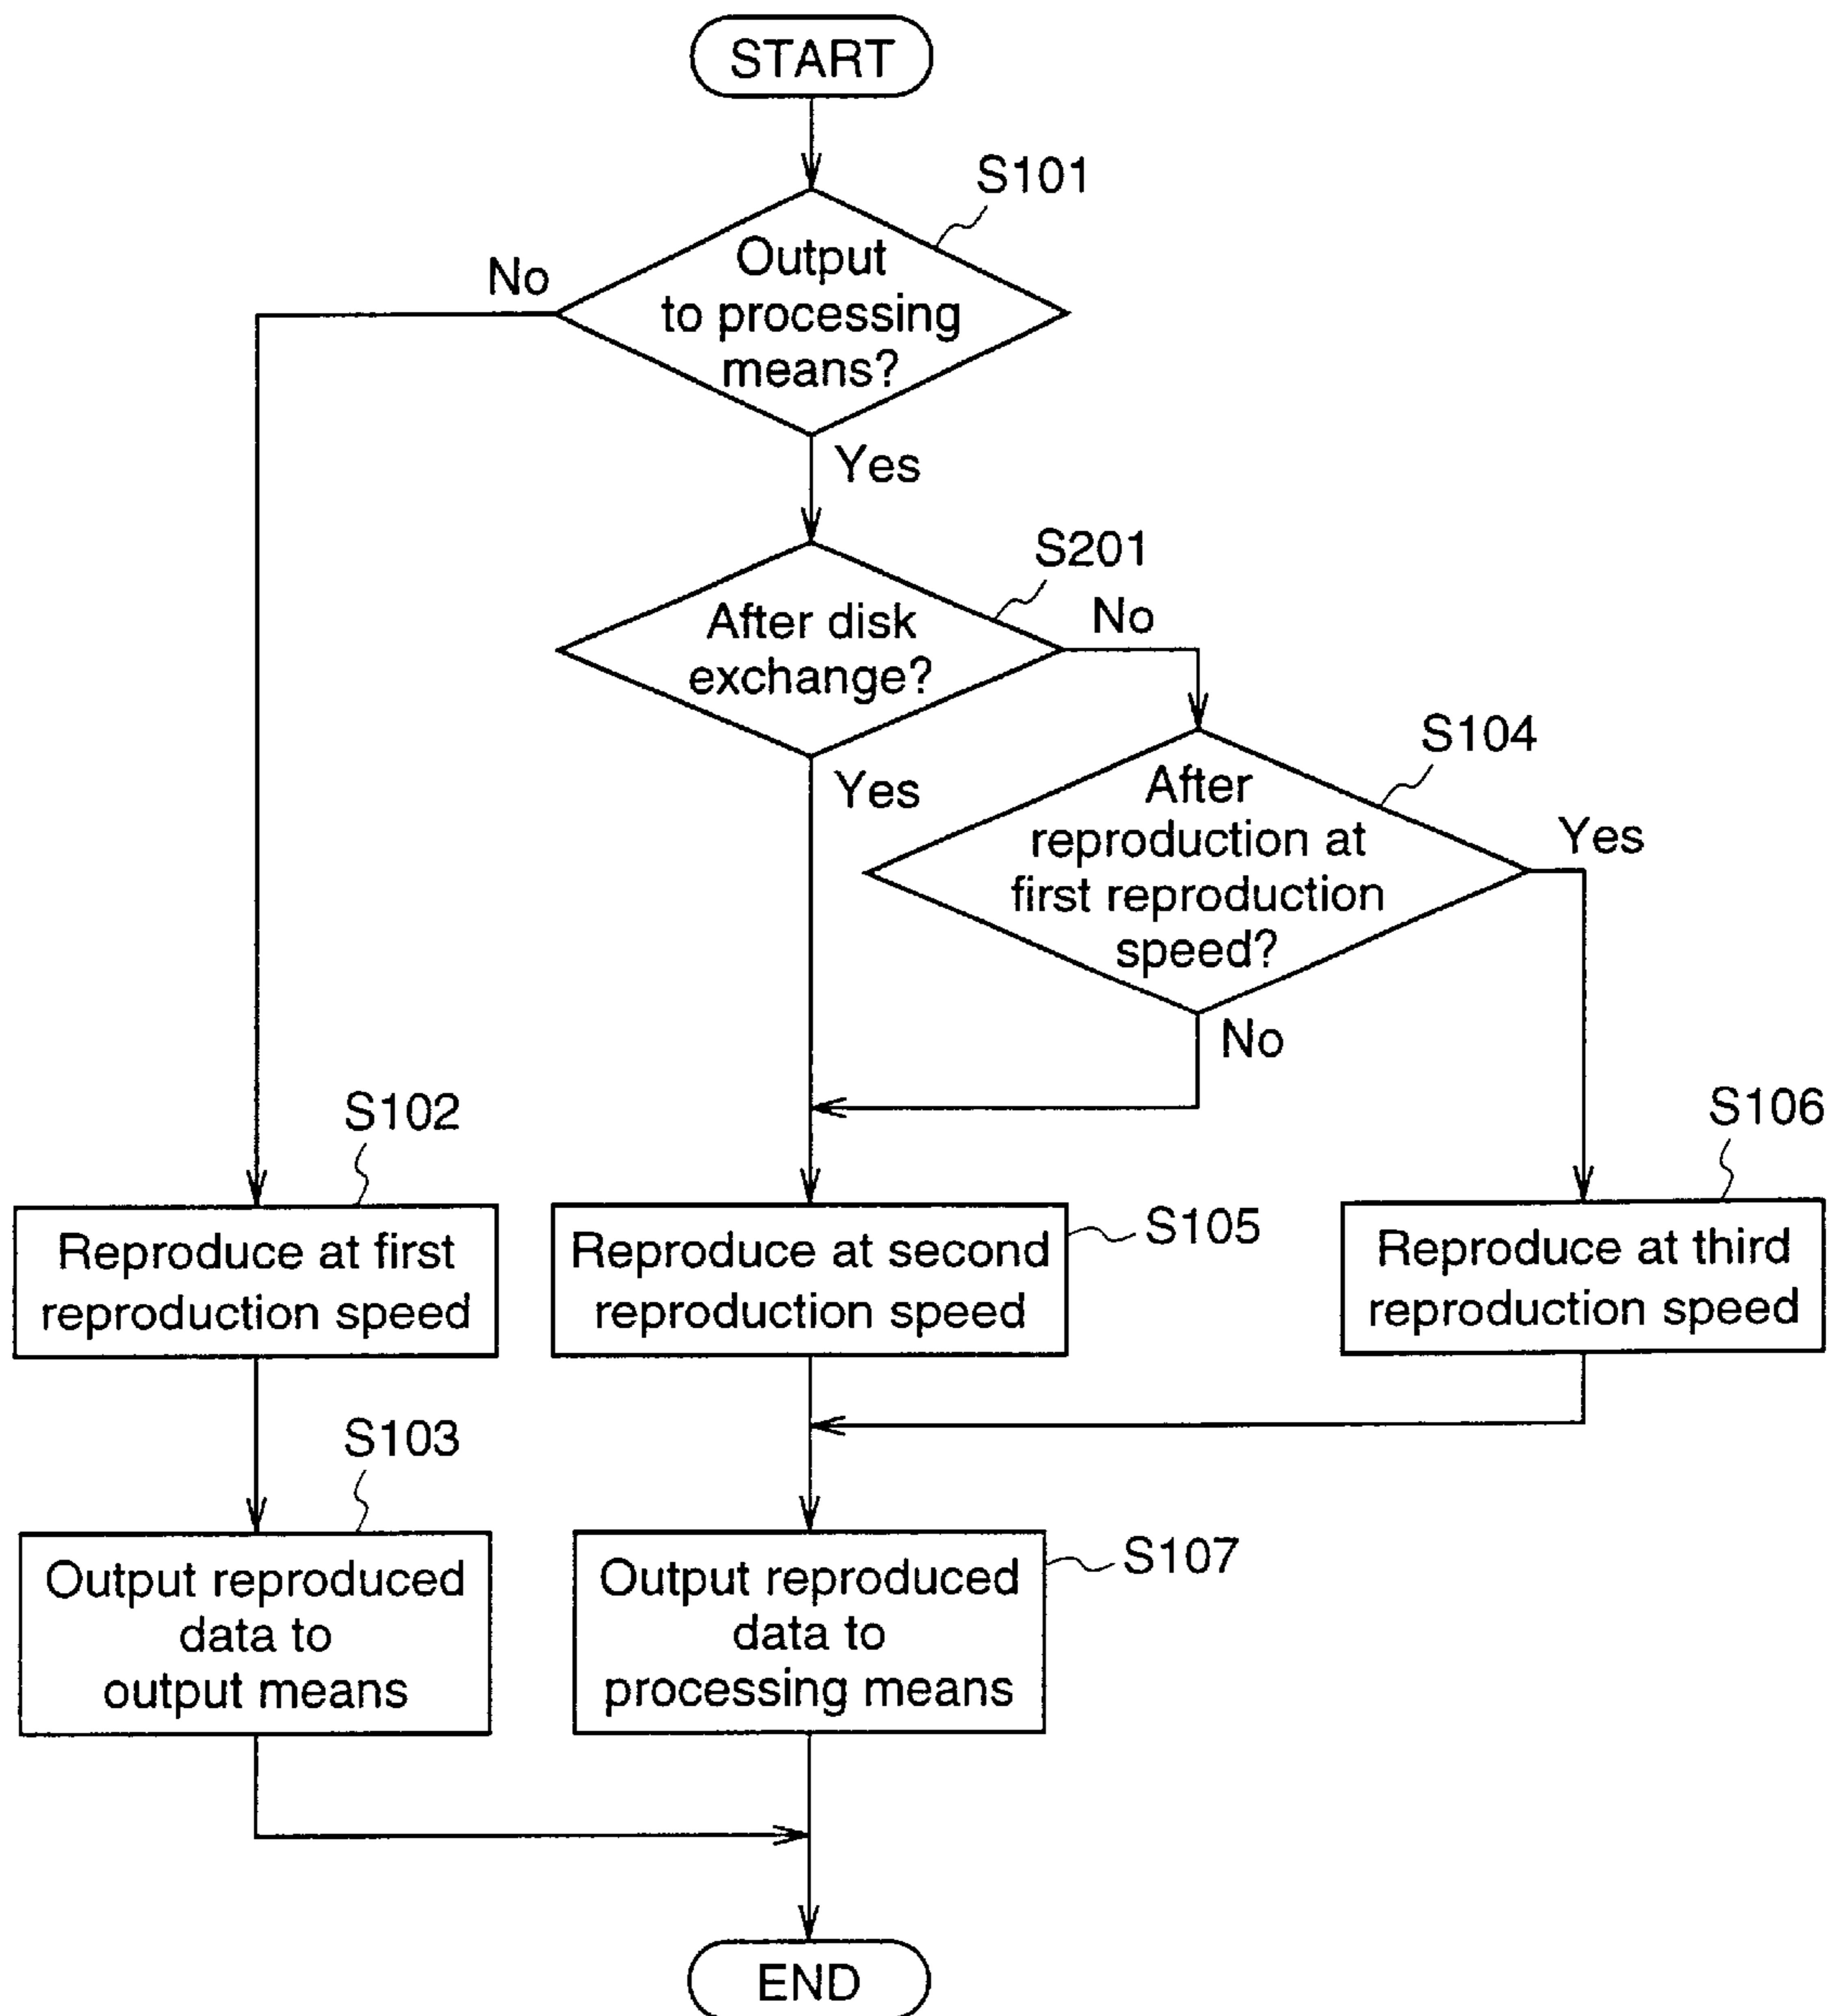 START
S101
Output
to processing
means?
No
Yes
S201
After disk
exchange?
No
Yes
S104
After
reproduction at
first reproduction
speed?
Yes
No
S102
Reproduce at first
reproduction speed
S105
Reproduce at second
reproduction speed
S106
Reproduce at third
reproduction speed
S103
Output reproduced
data to
output means
S107
Output reproduced
data to
processing means
END